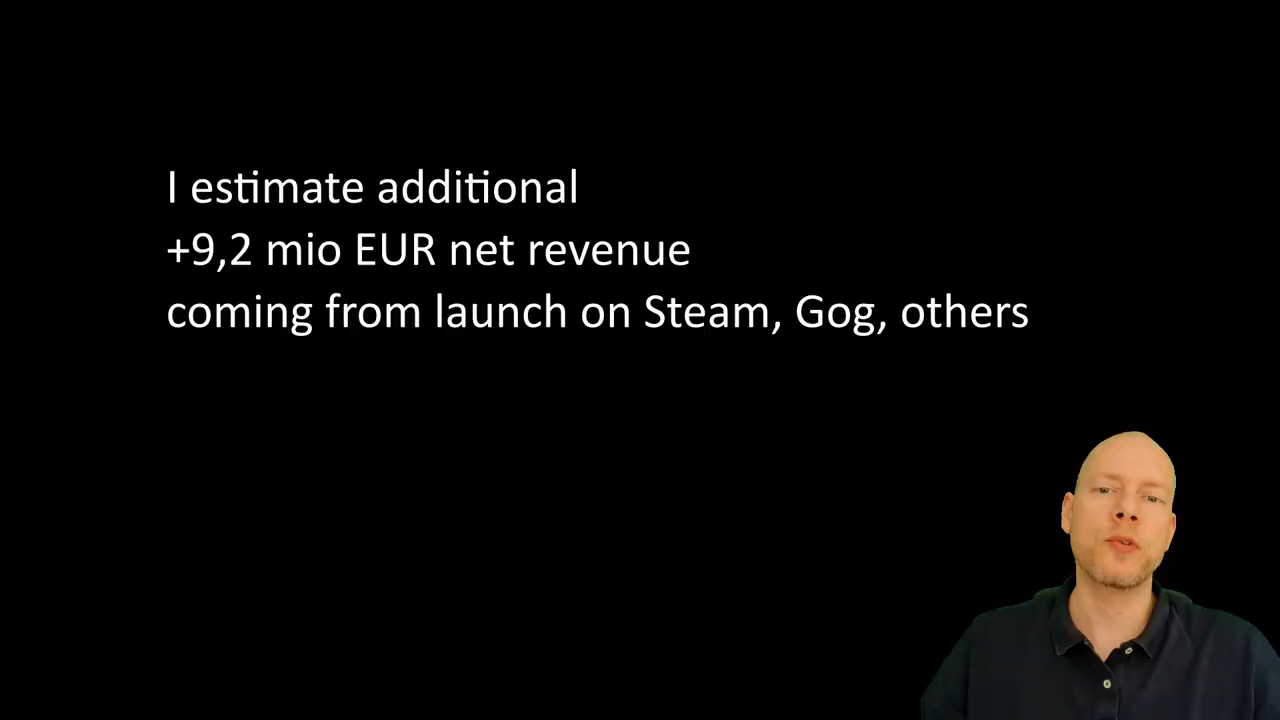 I estimate additional
+9,2 mio EUR net revenue
coming from launch on Steam, Gog, others